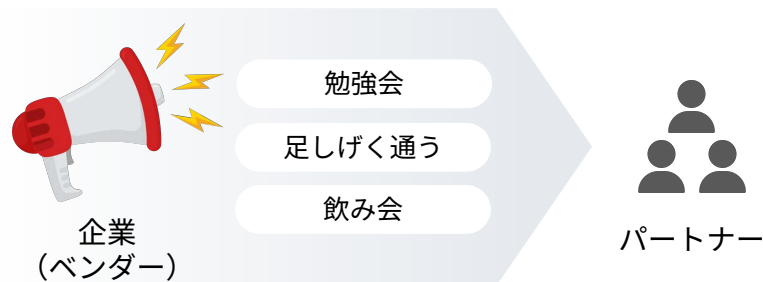 勉強会
足しげく通う
飲み会
企業
（ベンダー）
パートナー